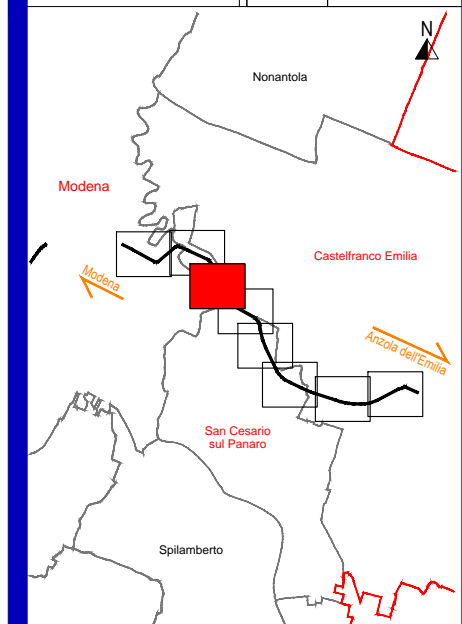 N
Nonantola
Modena
Castelfranco Emilia
Modena
Anzola dell'Emilia
San Cesario
sul Panaro
Spilamberto